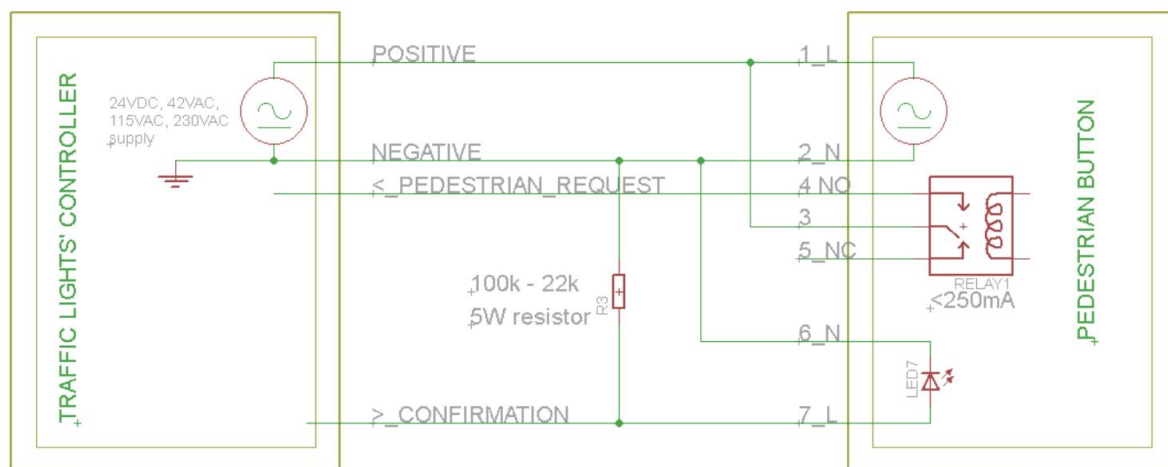 TRAFFIC LIGHTS' CONTROLLER
24VDC, 42VAC,
115VAC, 230VAC
supply
POSITIVE
NEGATIVE
<_PEDESTRIAN_REQUEST
100k - 22k
5W resistor
R3
>_CONFIRMATION
1_L
2_N
4 NO
3
5_NC
6_N
7_L
RELAY1
<250mA
LED7
PEDESTRIAN BUTTON